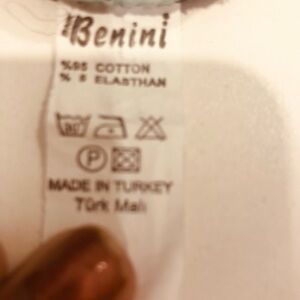 Benini
%95 COTTON
% 5 ELASTHAN
P
MADE IN TURKEY
Türk Malı